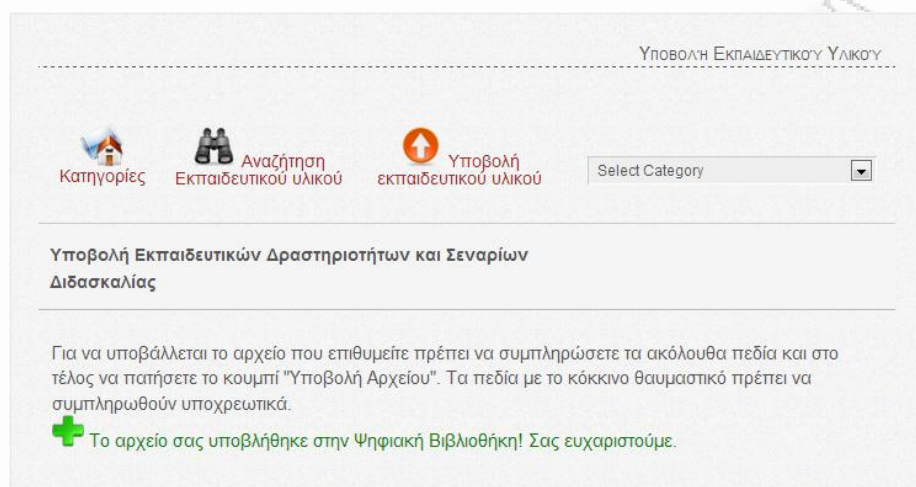 Υποβολή Εκπαιδευτικού Υλικού
Κατηγορίες
Αναζήτηση
Εκπαιδευτικού υλικού
Υποβολή
εκπαιδευτικού υλικού
Select Category
Υποβολή Εκπαιδευτικών Δραστηριοτήτων και Σεναρίων
Διδασκαλίας
Για να υποβάλλεται το αρχείο που επιθυμείτε πρέπει να συμπληρώσετε τα ακόλουθα πεδία και στο
τέλος να πατήσετε το κουμπί "Υποβολή Αρχείου". Τα πεδία με το κόκκινο θαυμαστικό πρέπει να
συμπληρωθούν υποχρεωτικά.
Το αρχείο σας υποβλήθηκε στην Ψηφιακή Βιβλιοθήκη! Σας ευχαριστούμε.